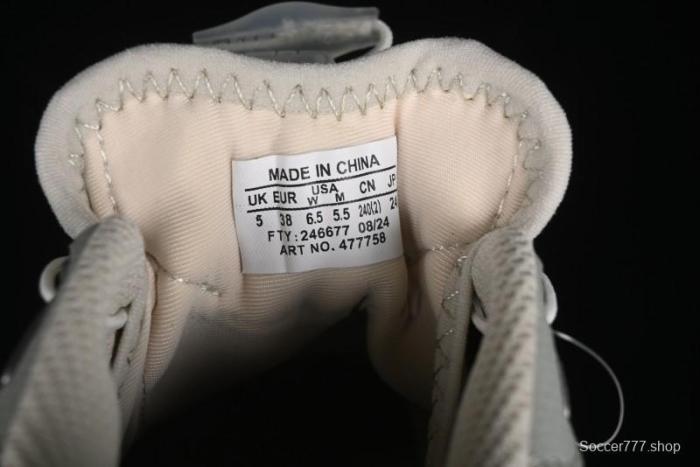 MADE IN CHINA
UK EUR USA W M CN JP
5 38 6.5 5.5 240(2) 24
FTY: 246677 08/24
ART NO. 477758
Soccer777.shop